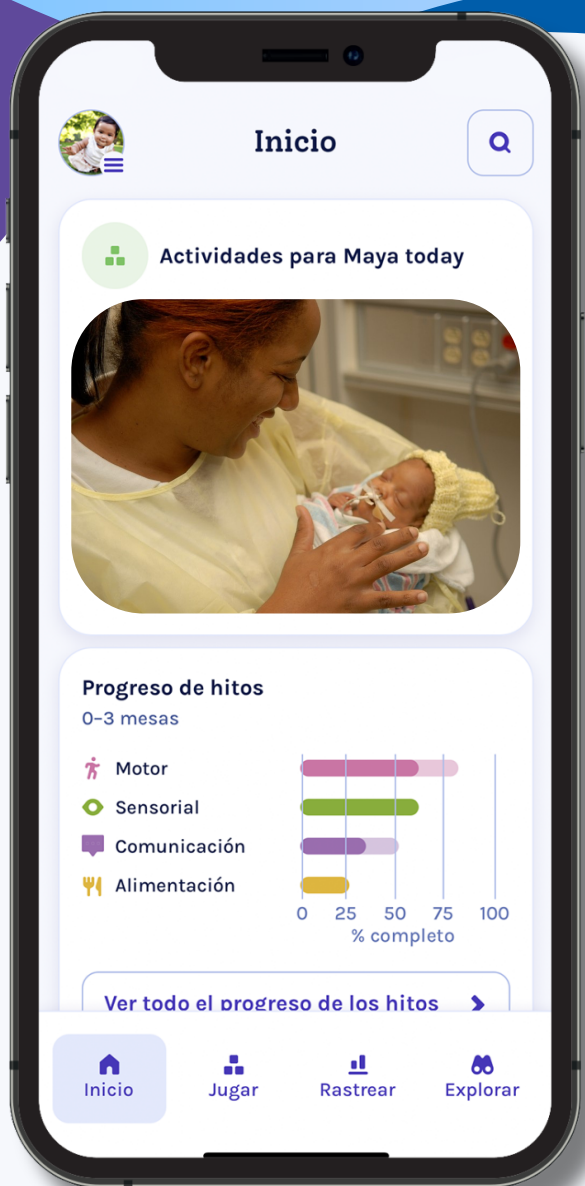 Inicio
Actividades para Maya today
Progreso de hitos
0–3 mesas
Motor
Sensorial
Comunicación
Alimentación
0 25 50 75 100
% completo
Ver todo el progreso de los hitos
Inicio Jugar Rastrear Explorar